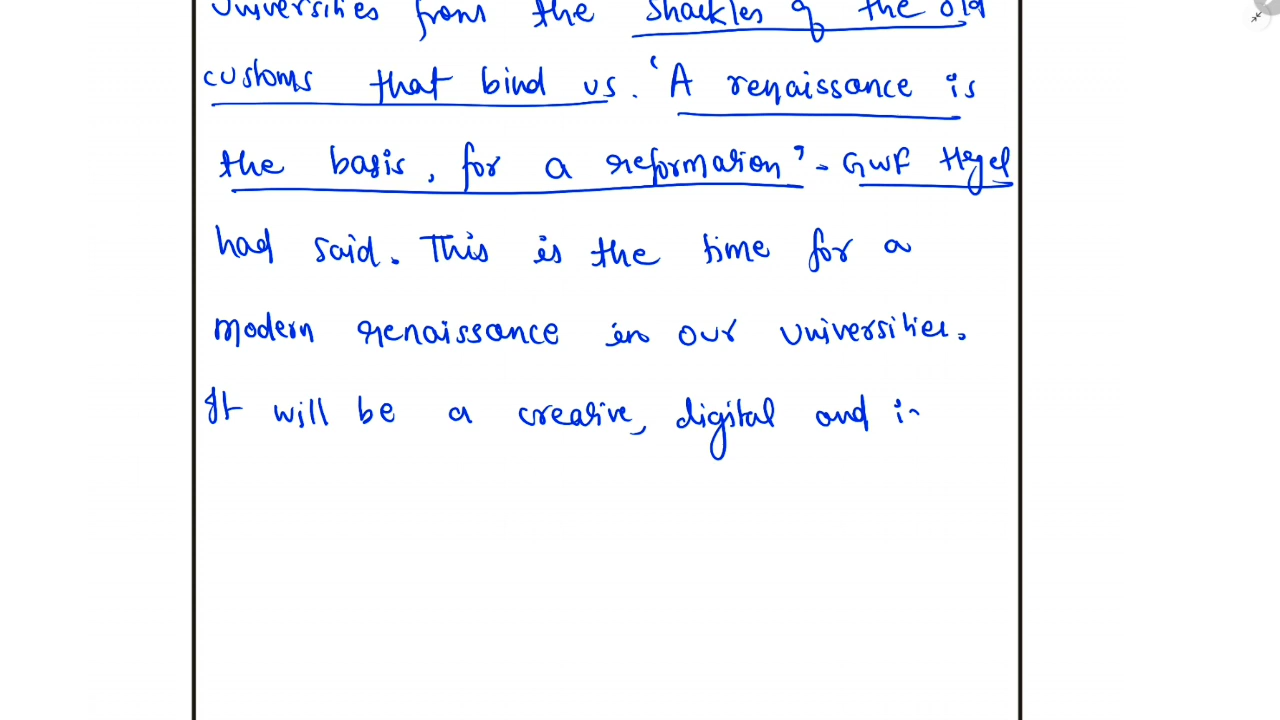 universities from the shackles of the old
customs that bind us. 'A renaissance is
the basis, for a reformation' - GWF Hegel
had said. This is the time for a
modern renaissance in our universities.
It will be a creative, digital and i